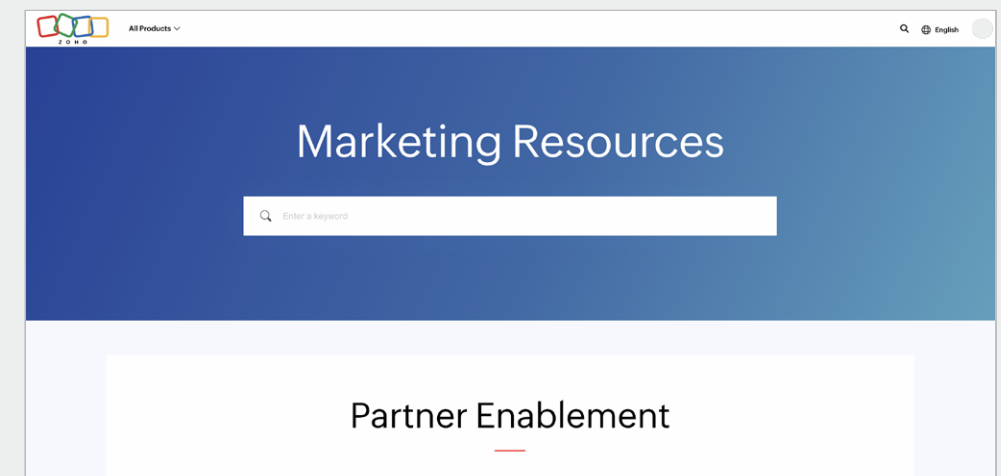 ZOHO
All Products
English
Marketing Resources
Enter a keyword
Partner Enablement